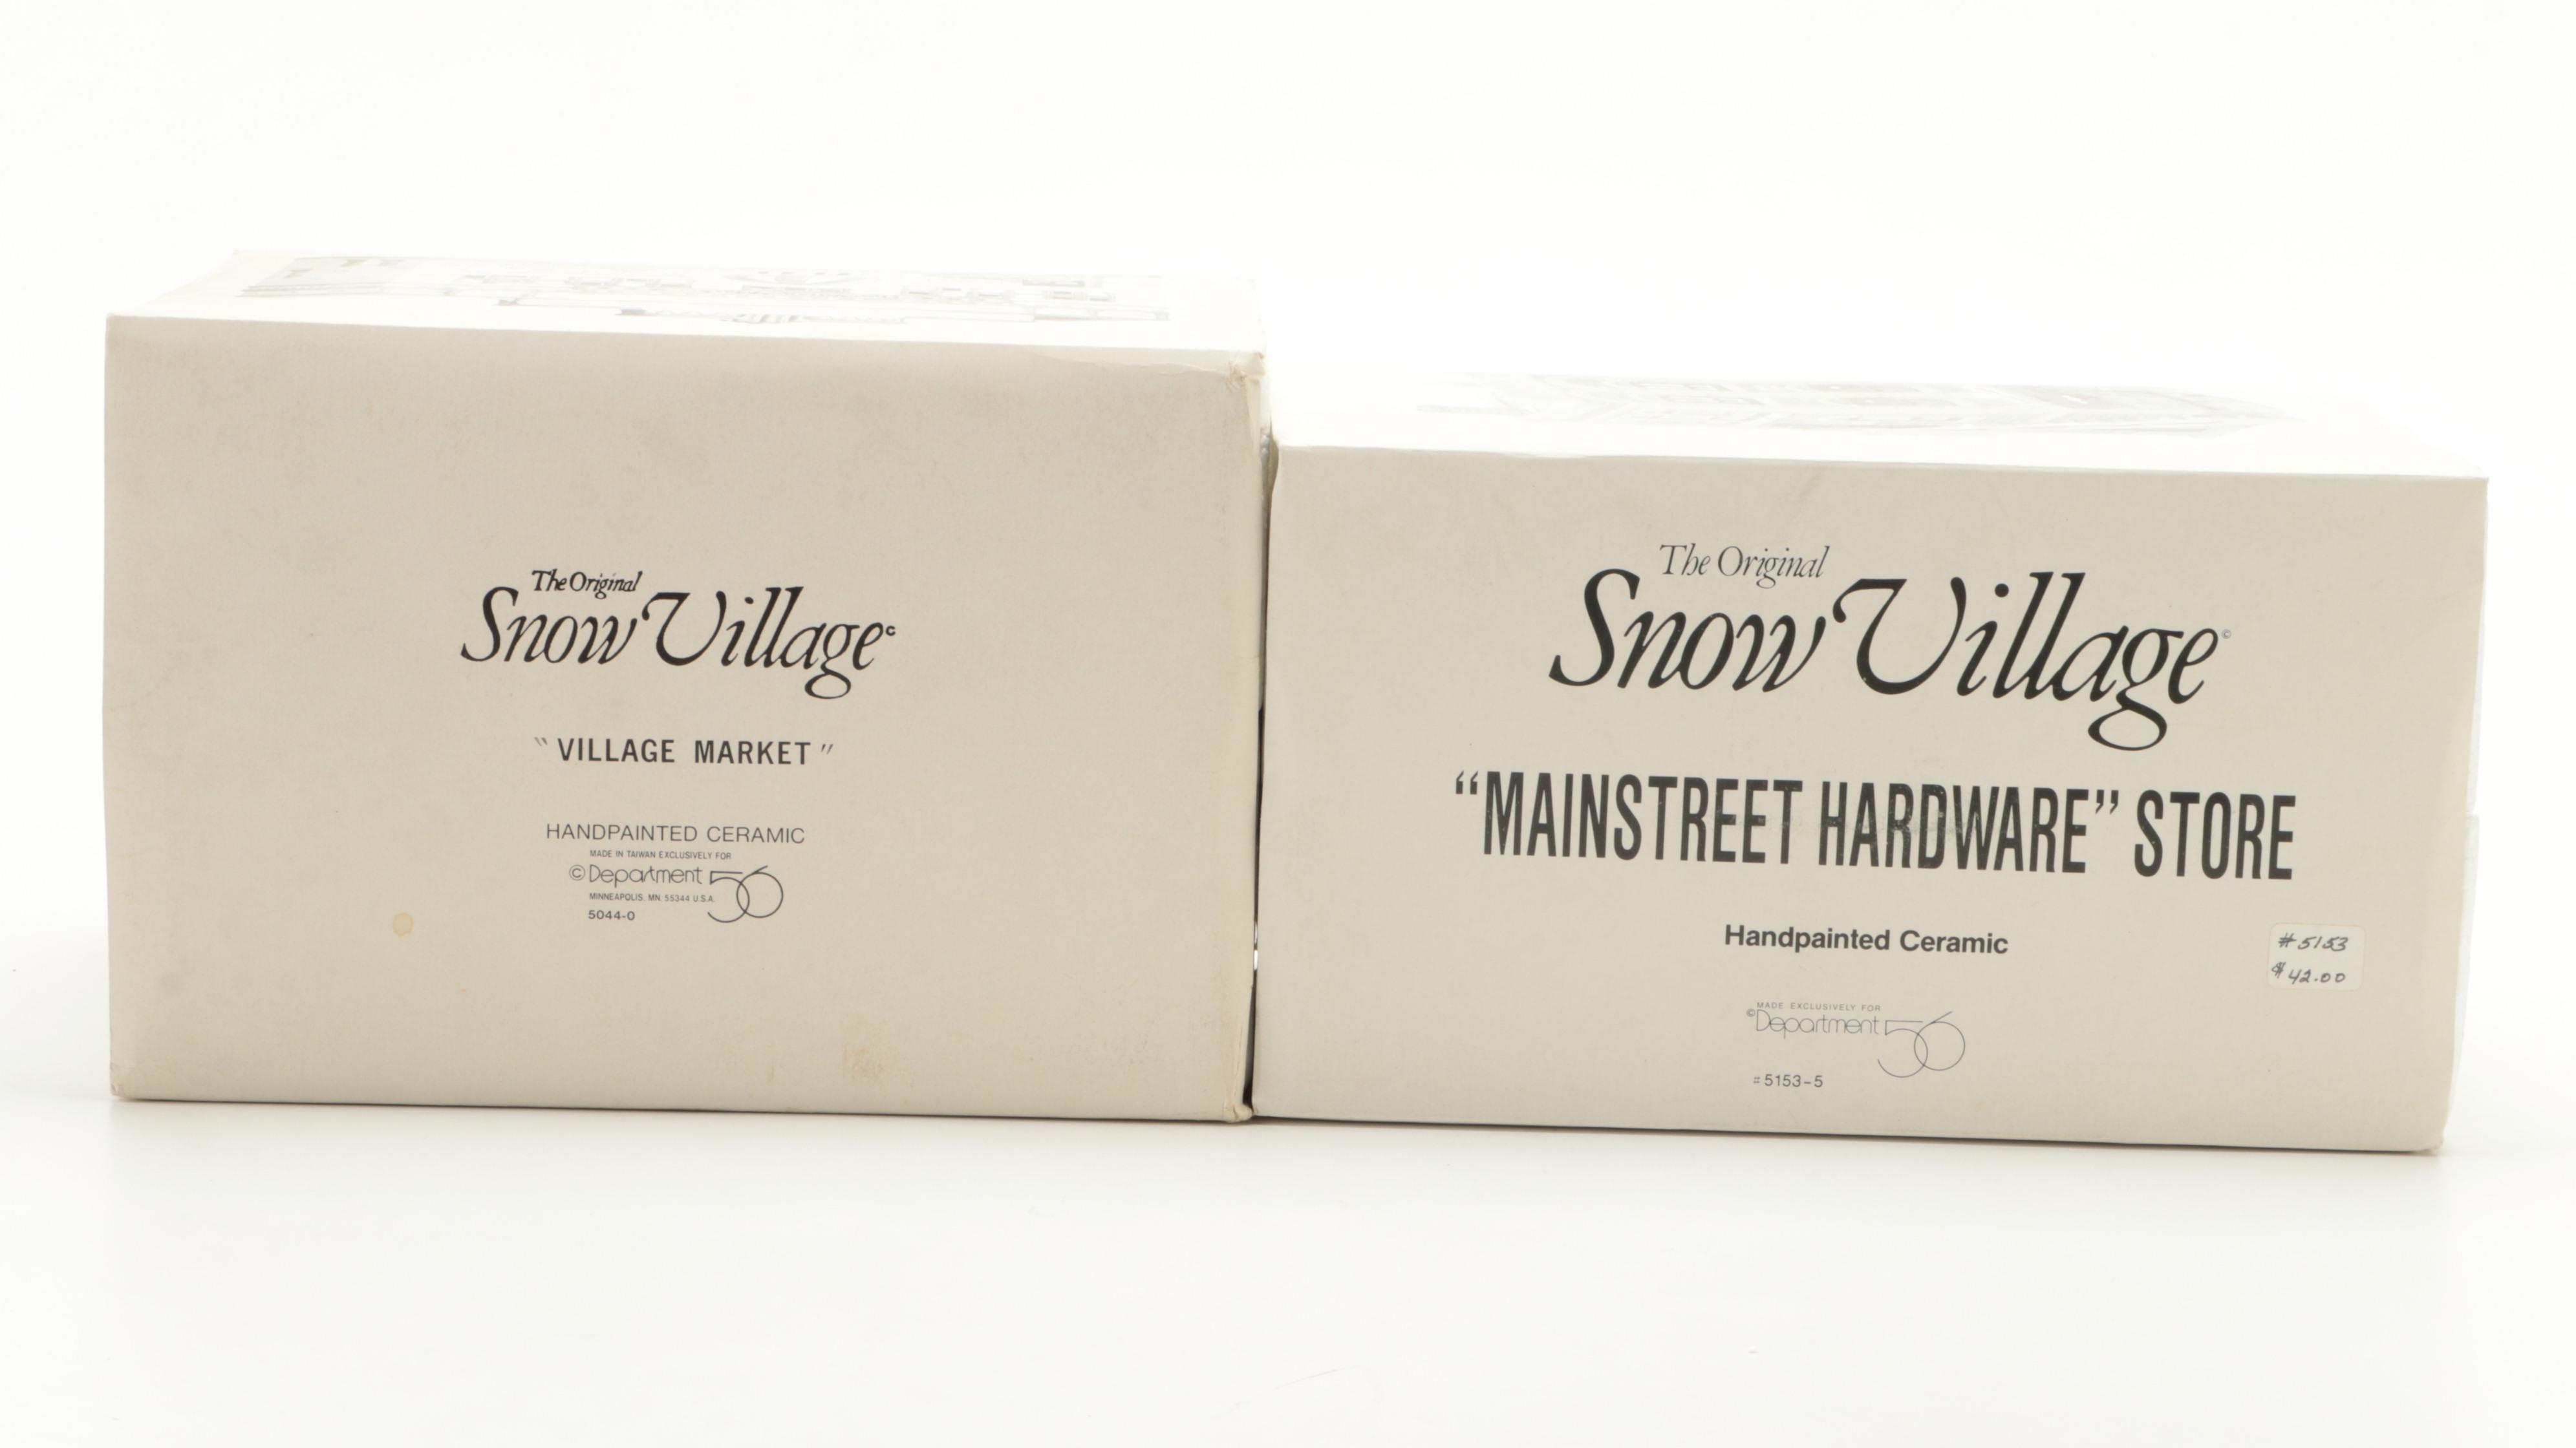 The Original
Snow Village©
"VILLAGE MARKET"
HANDPAINTED CERAMIC
MADE IN TAIWAN EXCLUSIVELY FOR
©Department 56
MINNEAPOLIS. MN. 55344 U.S.A.
5044-0
The Original
Snow Village©
“MAINSTREET HARDWARE” STORE
Handpainted Ceramic
MADE EXCLUSIVELY FOR
©Department 56
#5153-5
#5153
$42.00